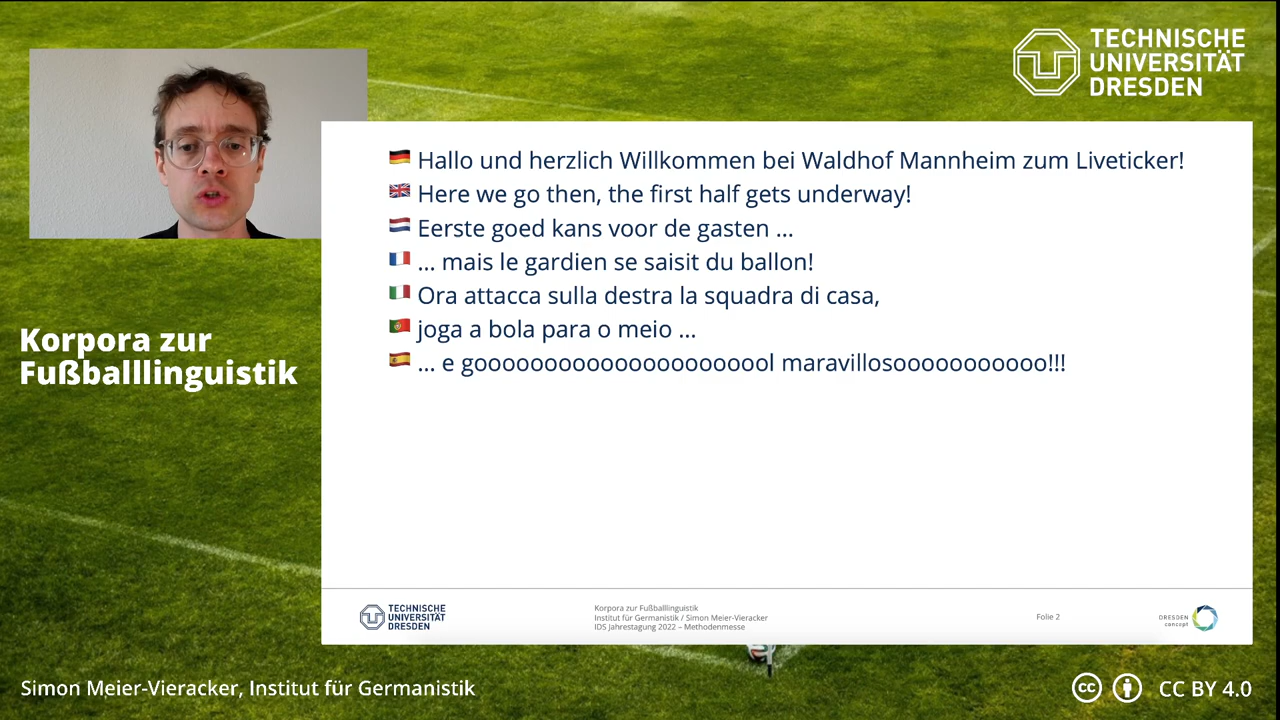 TECHNISCHE
UNIVERSITÄT
DRESDEN
Hallo und herzlich Willkommen bei Waldhof Mannheim zum Liveticker!
Here we go then, the first half gets underway!
Eerste goed kans voor de gasten ...
... mais le gardien se saisit du ballon!
Ora attacca sulla destra la squadra di casa,
joga a bola para o meio ...
... e goooooooooooooooooooool maravillosoooooooooooo!!!
Korpora zur
Fußballlinguistik
TECHNISCHE
UNIVERSITÄT
DRESDEN
Korpora zur Fußballlinguistik
Institut für Germanistik / Simon Meier-Vieracker
IDS Jahrestagung 2022 – Methodenmesse
Folie 2
DRESDEN
concept
Simon Meier-Vieracker, Institut für Germanistik
cc
CC BY 4.0